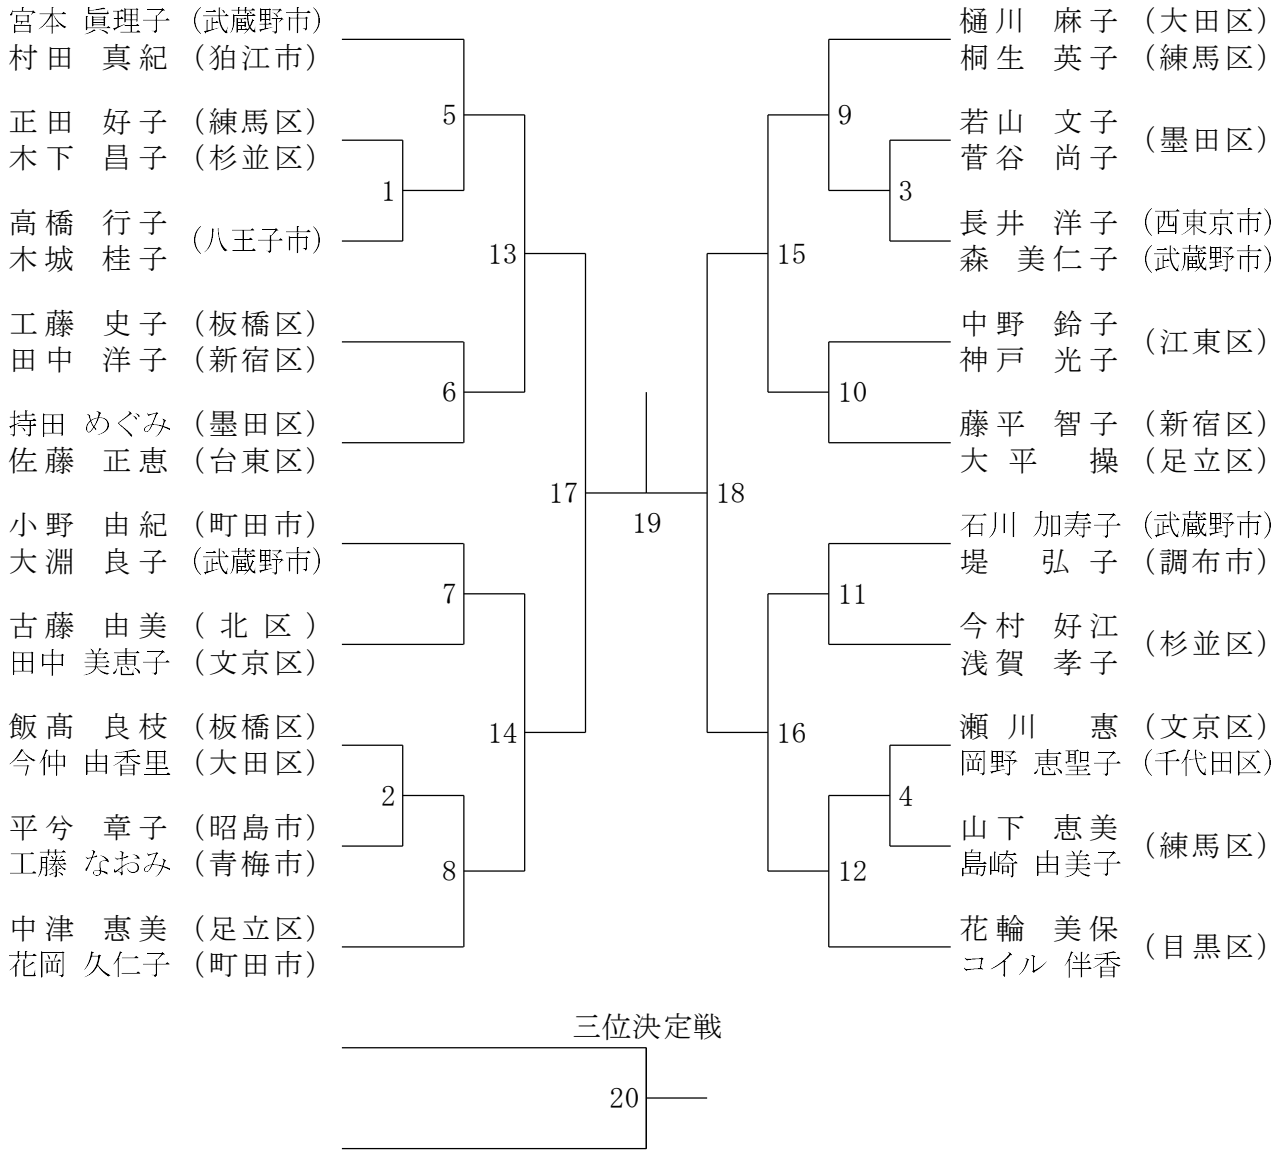 宮本 眞理子 (武蔵野市)
村田 真紀 (狛江市)
5
正田 好子 (練馬区)
木下 昌子 (杉並区)
1
高橋 行子
木城 桂子
(八王子市)
13
工藤 史子 (板橋区)
田中 洋子 (新宿区)
6
持田 めぐみ (墨田区)
佐藤 正恵 (台東区)
17
小野 由紀 (町田市)
大淵 良子 (武蔵野市)
7
古藤 由美 (北区)
田中 美恵子 (文京区)
14
飯髙 良枝 (板橋区)
今仲 由香里 (大田区)
2
平兮 章子 (昭島市)
工藤 なおみ (青梅市)
8
中津 惠美 (足立区)
花岡 久仁子 (町田市)
19
樋川 麻子 (大田区)
桐生 英子 (練馬区)
9
若山 文子
菅谷 尚子
(墨田区)
3
長井 洋子 (西東京市)
森 美仁子 (武蔵野市)
15
中野 鈴子
神戸 光子
(江東区)
10
藤平 智子 (新宿区)
大平 操 (足立区)
18
石川 加寿子 (武蔵野市)
堤 弘子 (調布市)
11
今村 好江
浅賀 孝子
(杉並区)
16
瀬川 惠 (文京区)
岡野 恵聖子 (千代田区)
4
山下 恵美
島崎 由美子
(練馬区)
12
花輪 美保
コイル 伴香
(目黒区)
三位決定戦
20